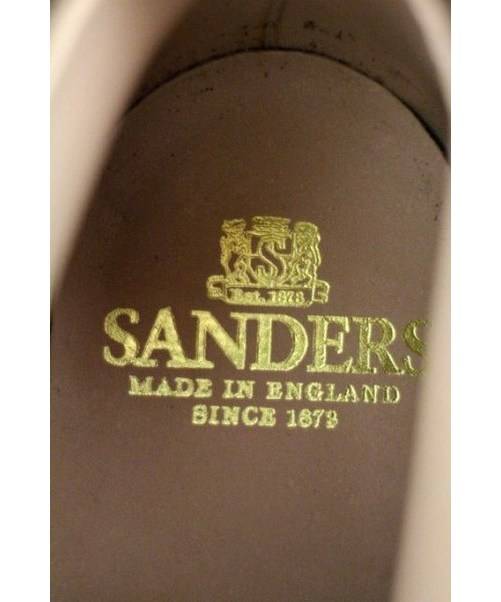 S
Est. 1873
SANDERS
MADE IN ENGLAND
SINCE 1873